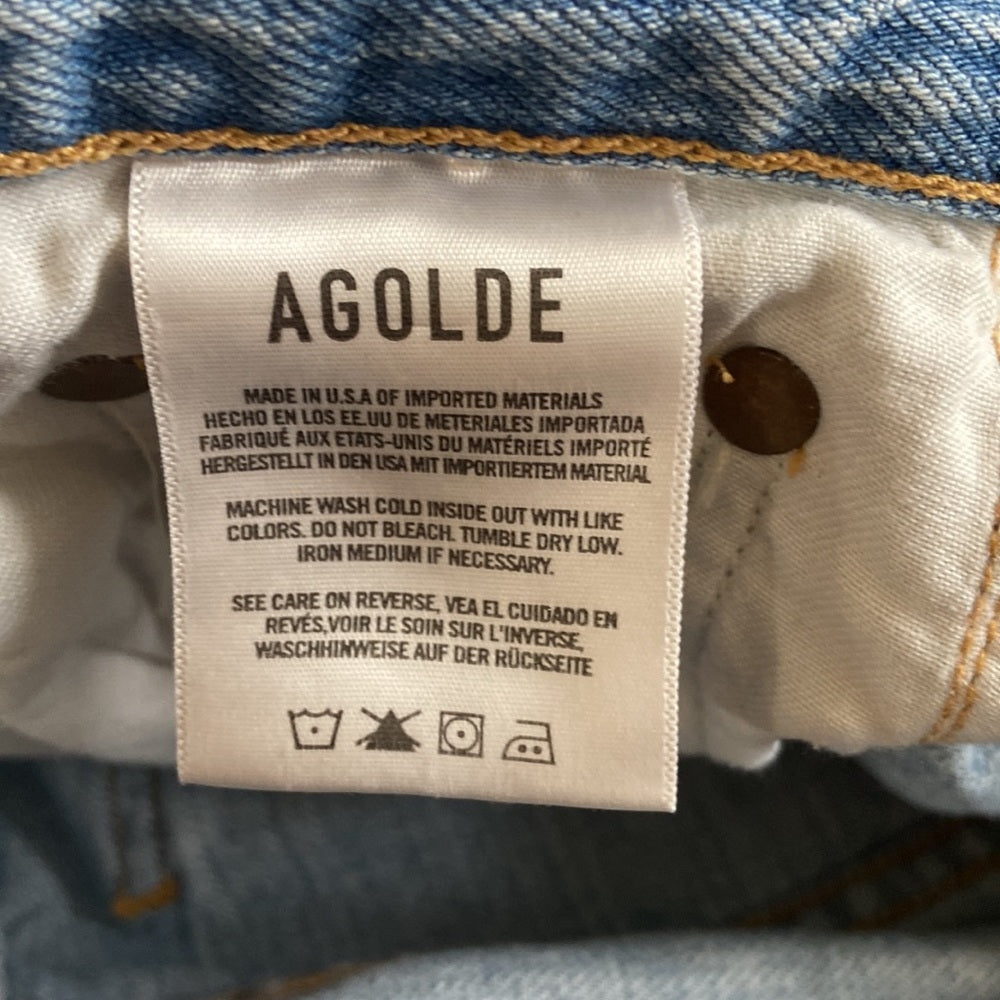 AGOLDE
MADE IN U.S.A OF IMPORTED MATERIALS
HECHO EN LOS EE.UU DE METERIALES IMPORTADA
FABRIQUÉ AUX ETATS-UNIS DU MATÉRIELS IMPORTÉ
HERGESTELLT IN DEN USA MIT IMPORTIERTEM MATERIAL
MACHINE WASH COLD INSIDE OUT WITH LIKE
COLORS. DO NOT BLEACH. TUMBLE DRY LOW.
IRON MEDIUM IF NECESSARY.
SEE CARE ON REVERSE, VEA EL CUIDADO EN
REVÉS,VOIR LE SOIN SUR L'INVERSE,
WASCHHINWEISE AUF DER RÜCKSEITE